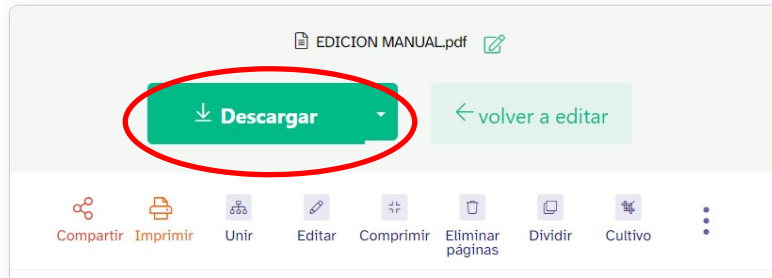 EDICION MANUAL.pdf
Descargar
volver a editar
Compartir Imprimir Unir Editar Comprimir Eliminar páginas Dividir Cultivo